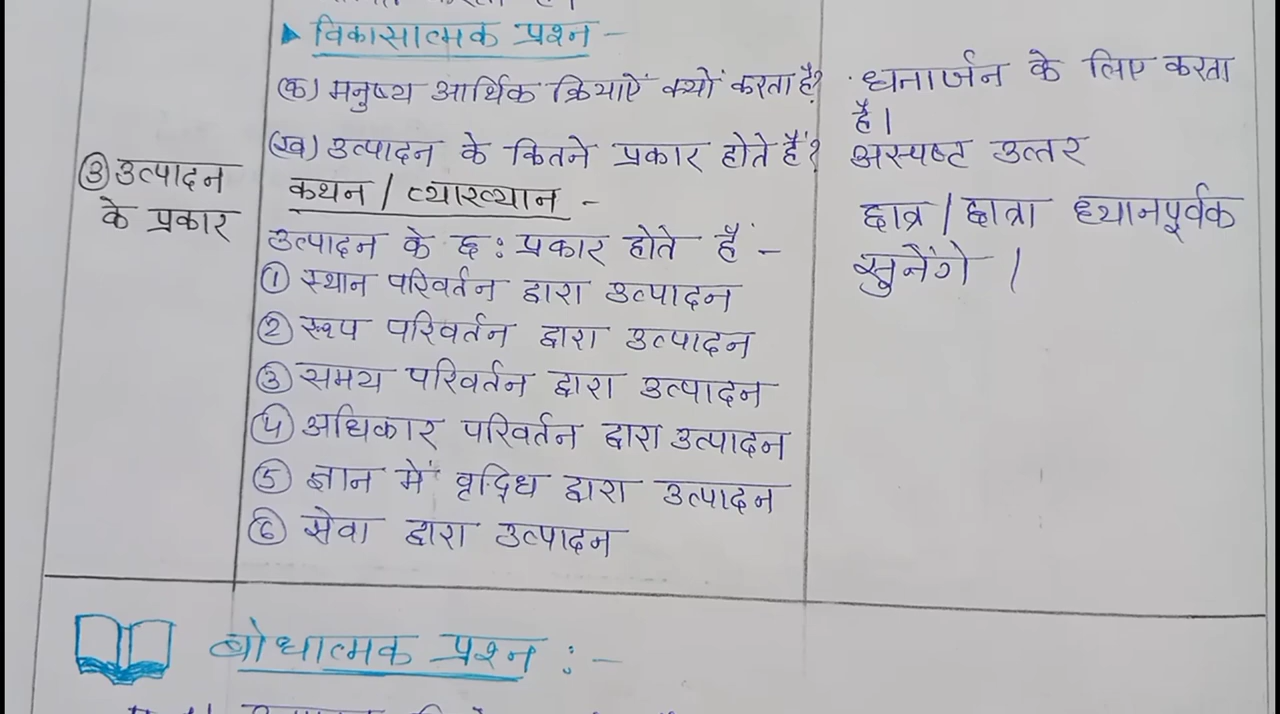 ▶ विकासात्मक प्रश्न -
(क) मनुष्य आर्थिक क्रियाऐं क्यों करता है?
धनार्जन के लिए करता
है।
(ख) उत्पादन के कितने प्रकार होते हैं?
अस्पष्ट उत्तर
③ उत्पादन
के प्रकार
कथन / व्याख्यान -
छात्र / छात्रा ध्यानपूर्वक
सुनेंगे।
उत्पादन के छः प्रकार होते हैं -
① स्थान परिवर्तन द्वारा उत्पादन
② रूप परिवर्तन द्वारा उत्पादन
③ समय परिवर्तन द्वारा उत्पादन
④ अधिकार परिवर्तन द्वारा उत्पादन
⑤ ज्ञान में वृद्धि द्वारा उत्पादन
⑥ सेवा द्वारा उत्पादन
बोधात्मक प्रश्न :-